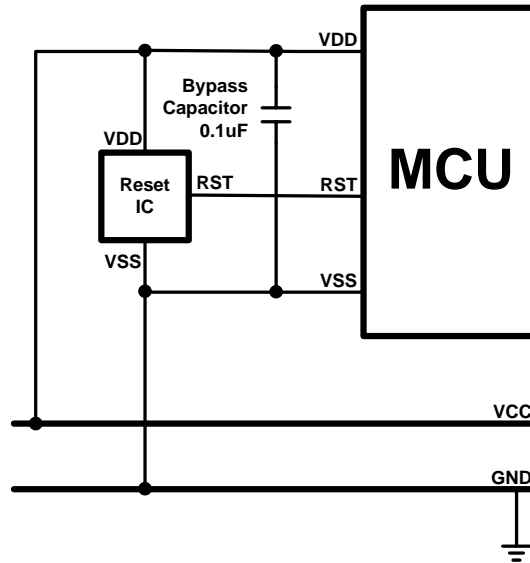 VDD
Bypass
Capacitor
0.1uF
VDD
MCU
Reset
IC
RST
RST
VSS
VSS
VCC
GND